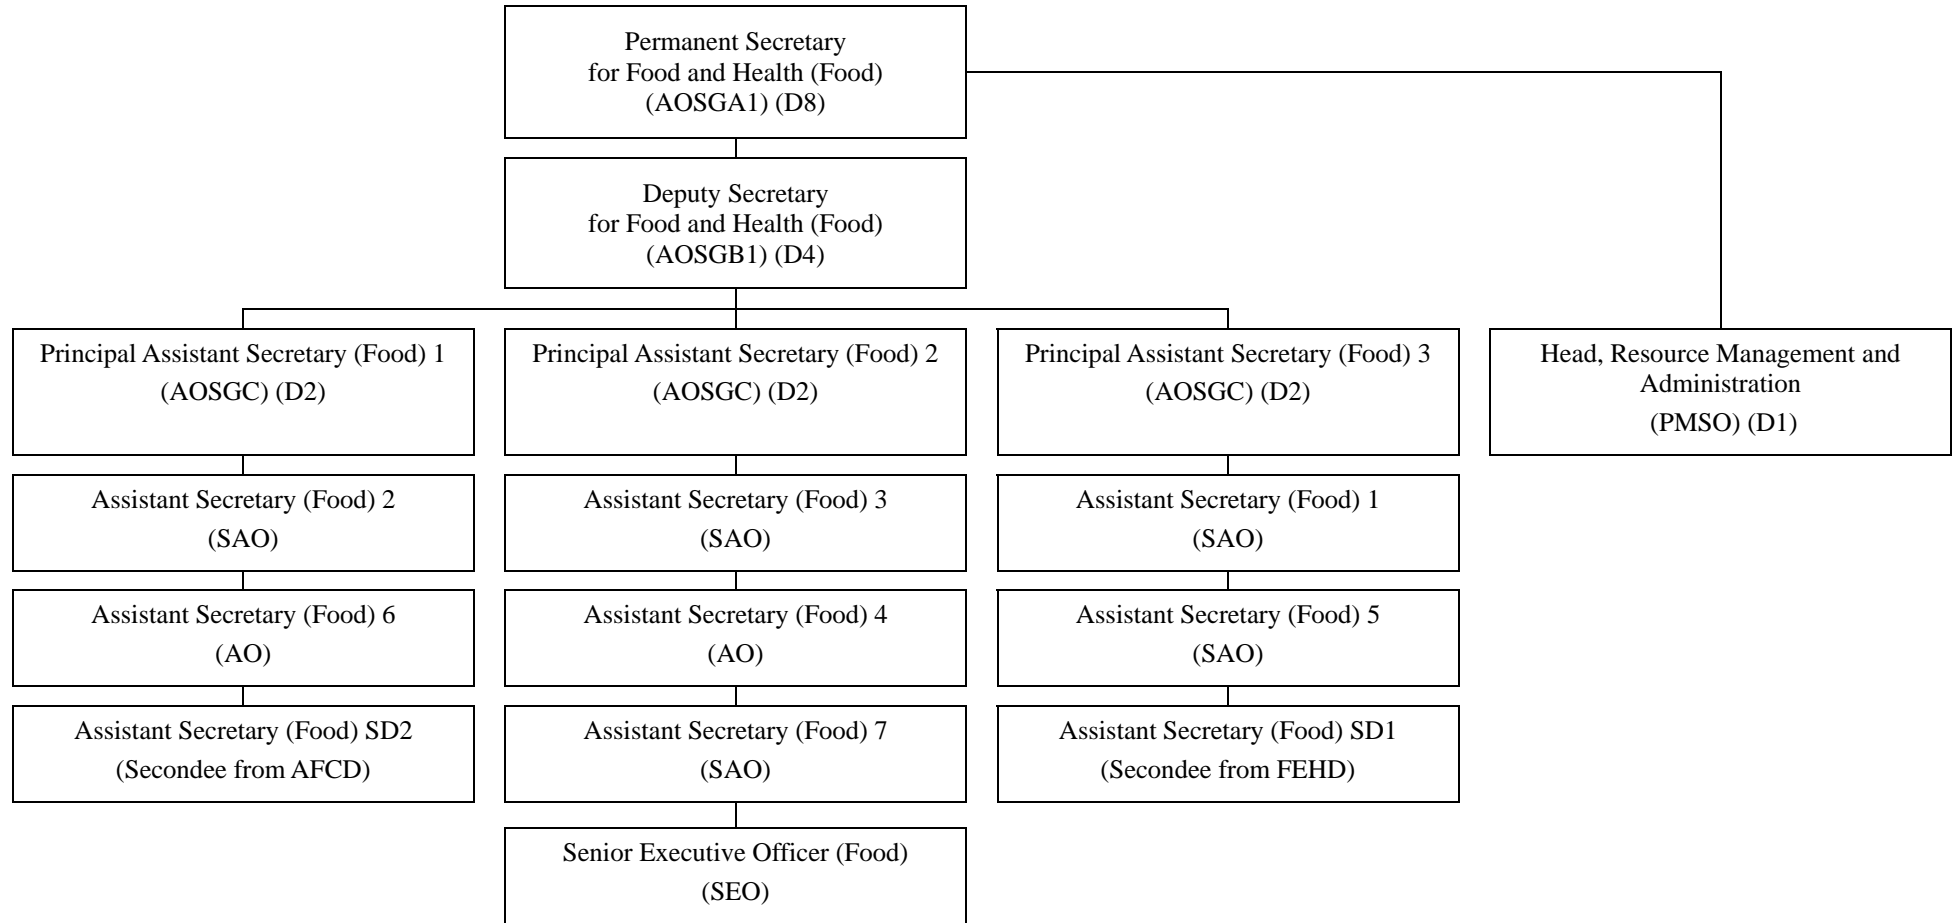 Permanent Secretary
for Food and Health (Food)
(AOSGA1) (D8)
Deputy Secretary
for Food and Health (Food)
(AOSGB1) (D4)
Principal Assistant Secretary (Food) 1
(AOSGC) (D2)
Principal Assistant Secretary (Food) 2
(AOSGC) (D2)
Principal Assistant Secretary (Food) 3
(AOSGC) (D2)
Head, Resource Management and
Administration
(PMSO) (D1)
Assistant Secretary (Food) 2
(SAO)
Assistant Secretary (Food) 3
(SAO)
Assistant Secretary (Food) 1
(SAO)
Assistant Secretary (Food) 6
(AO)
Assistant Secretary (Food) 4
(AO)
Assistant Secretary (Food) 5
(SAO)
Assistant Secretary (Food) SD2
(Secondee from AFCD)
Assistant Secretary (Food) 7
(SAO)
Assistant Secretary (Food) SD1
(Secondee from FEHD)
Senior Executive Officer (Food)
(SEO)